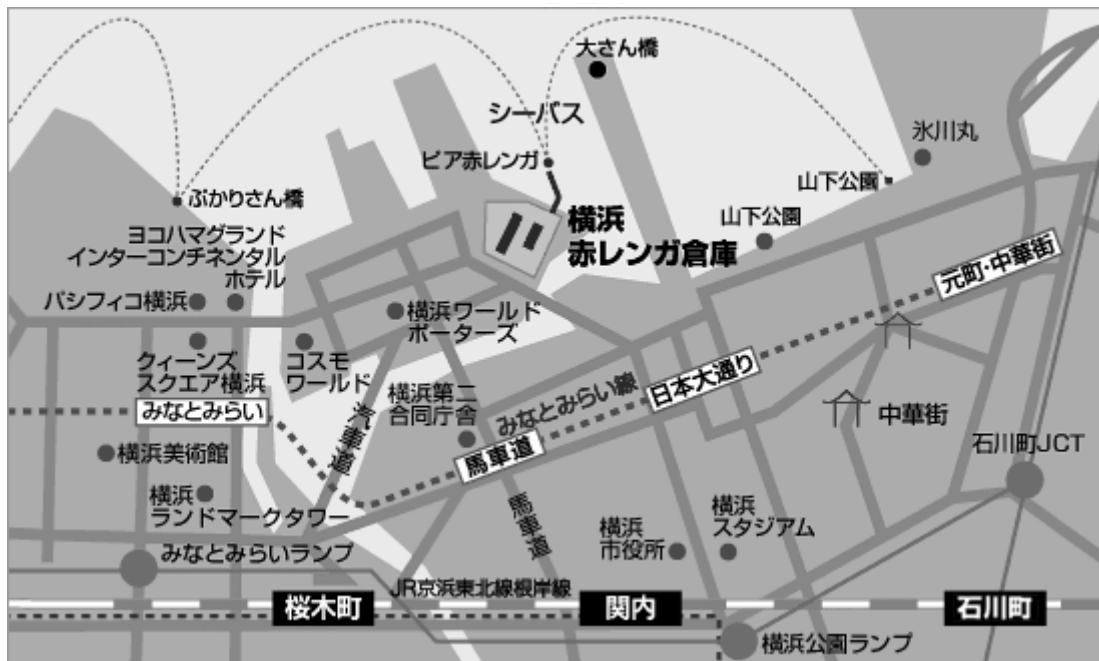 大さん橋
シーバス
ピア赤レンガ
氷川丸
山下公園
山下公園
ぷかりさん橋
横浜
赤レンガ倉庫
ヨコハマグランド
インターコンチネンタル
ホテル
パシフィコ横浜
元町・中華街
横浜ワールド
ポーターズ
クィーンズ
スクエア横浜
コスモ
ワールド
みなとみらい
汽車道
横浜第二
合同庁舎
みなとみらい線
日本大通り
馬車道
中華街
石川町JCT
横浜美術館
横浜
ランドマークタワー
馬車道
横浜
市役所
横浜
スタジアム
みなとみらいランプ
JR京浜東北線根岸線
桜木町
関内
石川町
横浜公園ランプ